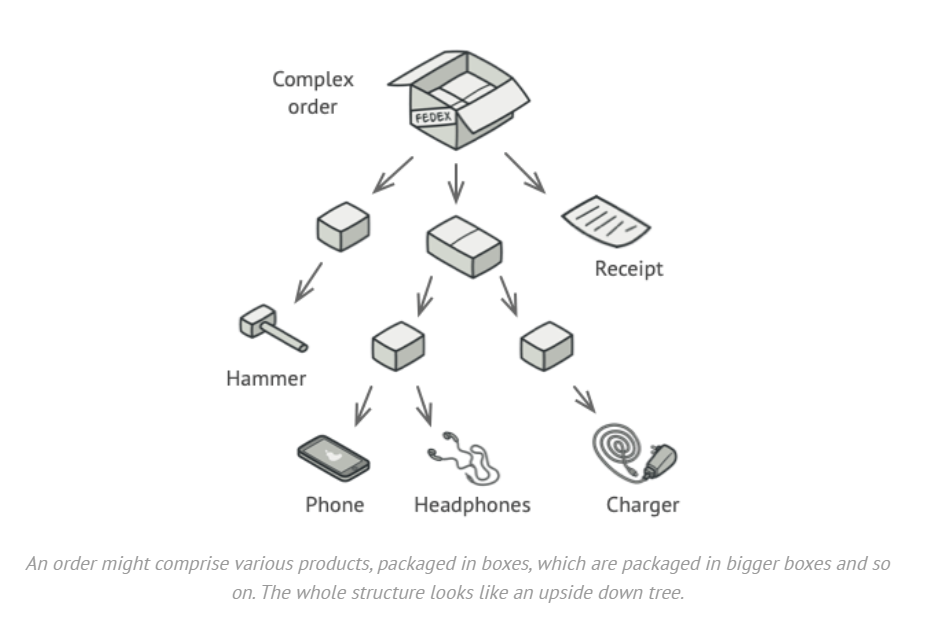 Complex
order
FEDEX
Receipt
Hammer
Phone
Headphones
Charger
An order might comprise various products, packaged in boxes, which are packaged in bigger boxes and so
on. The whole structure looks like an upside down tree.